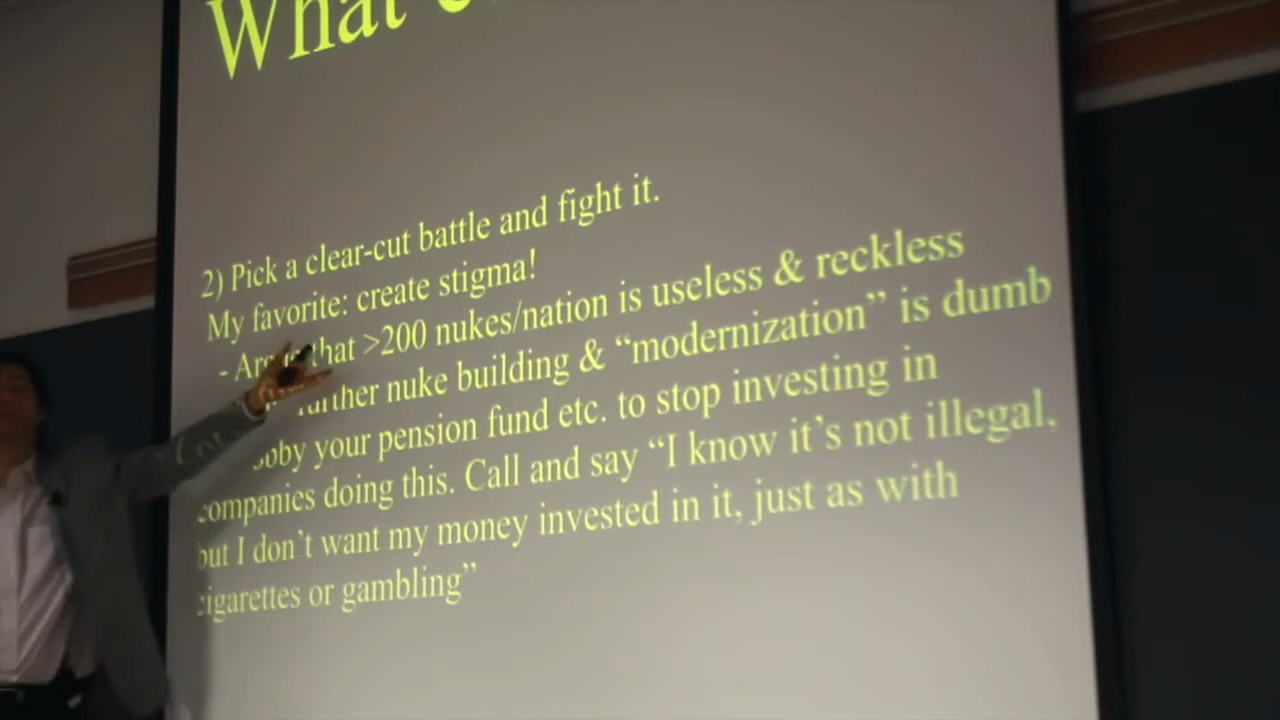 What
2) Pick a clear-cut battle and fight it.
My favorite: create stigma!
- that >200 nukes/nation is useless & reckless
nuke building & “modernization” is dumb
your pension fund etc. to stop investing in
companies doing this. Call and say “I know it’s not illegal,
but I don’t want my money invested in it, just as with
cigarettes or gambling”